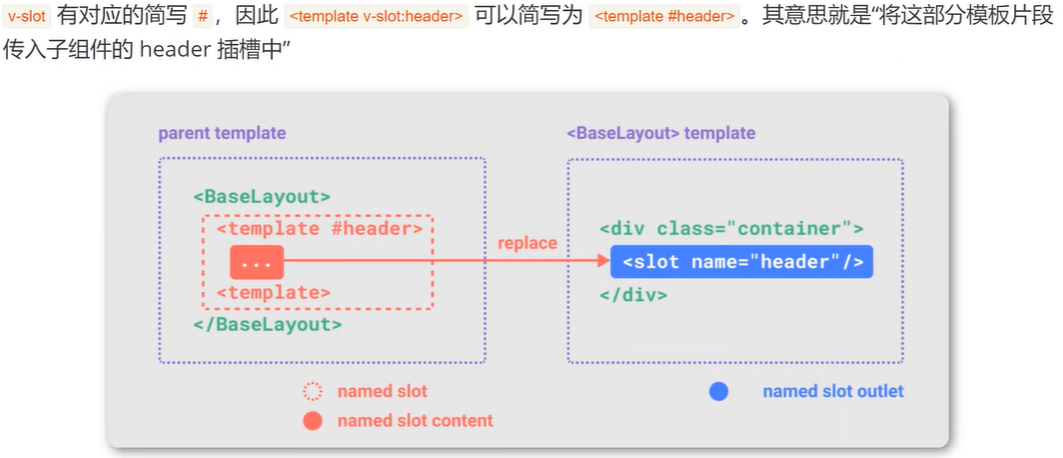 v-slot 有对应的简写 #，因此 <template v-slot:header> 可以简写为 <template #header>。其意思就是“将这部分模板片段
传入子组件的 header 插槽中”
parent template
<BaseLayout>
<template #header>
...
<template>
</BaseLayout>
replace
<BaseLayout> template
<div class="container">
<slot name="header"/>
</div>
named slot
named slot content
named slot outlet